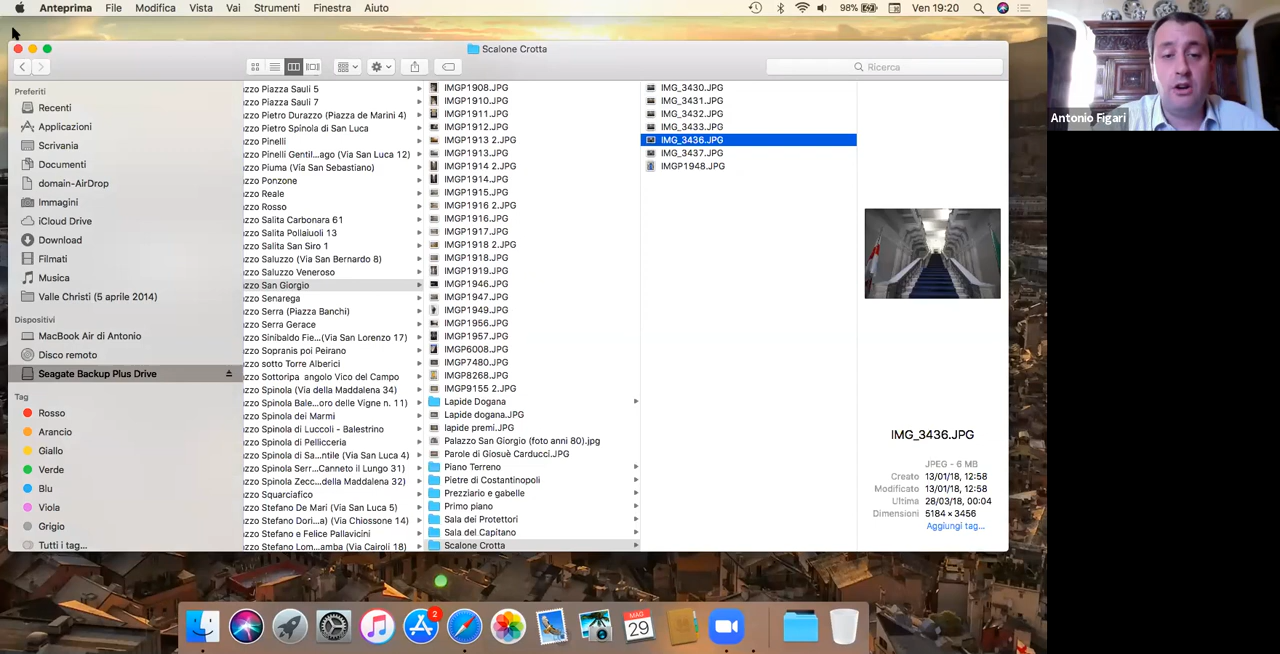 Anteprima File Modifica Vista Vai Strumenti Finestra Aiuto 98% Ven 19:20
Scalone Crotta
Ricerca
Preferiti
Recenti
Applicazioni
Scrivania
Documenti
domain-AirDrop
Immagini
iCloud Drive
Download
Filmati
Musica
Valle Christi (5 aprile 2014)
Dispositivi
MacBook Air di Antonio
Disco remoto
Seagate Backup Plus Drive
Tag
Rosso
Arancio
Giallo
Verde
Blu
Viola
Grigio
Tutti i tag...
zzo Piazza Sauli 5
zzo Piazza Sauli 7
zzo Pietro Durazzo (Piazza de Marini 4)
zzo Pietro Spinola di San Luca
zzo Pinelli
zzo Pinelli Gentil...ago (Via San Luca 12)
zzo Piuma (Via San Sebastiano)
zzo Ponzone
zzo Reale
zzo Rosso
zzo Salita Carbonara 61
zzo Salita Pollaiuoli 13
zzo Salita San Siro 1
zzo Saluzzo (Via San Bernardo 8)
zzo Saluzzo Veneroso
zzo San Giorgio
zzo Senarega
zzo Serra (Piazza Banchi)
zzo Serra Gerace
zzo Sinibaldo Fie...(Via San Lorenzo 17)
zzo Sopranis poi Peirano
zzo sotto Torre Alberici
zzo Sottoripa angolo Vico del Campo
zzo Spinola (Via della Maddalena 34)
zzo Spinola Bale...oro delle Vigne n. 11)
zzo Spinola dei Marmi
zzo Spinola di Luccoli - Balestrino
zzo Spinola di Pellicceria
zzo Spinola di Sa...ntile (Via San Luca 4)
zzo Spinola Serr...Canneto il Lungo 31)
zzo Spinola Zecc...della Maddalena 32)
zzo Squarciafico
zzo Stefano De Mari (Via San Luca 5)
zzo Stefano Dori...a (Via Chiossone 14)
zzo Stefano e Felice Pallavicini
zzo Stefano Lom...amba (Via Cairoli 18)
IMGP1908.JPG
IMGP1910.JPG
IMGP1911.JPG
IMGP1912.JPG
IMGP1913 2.JPG
IMGP1913.JPG
IMGP1914 2.JPG
IMGP1914.JPG
IMGP1915.JPG
IMGP1916 2.JPG
IMGP1916.JPG
IMGP1917.JPG
IMGP1918 2.JPG
IMGP1918.JPG
IMGP1919.JPG
IMGP1946.JPG
IMGP1947.JPG
IMGP1949.JPG
IMGP1956.JPG
IMGP1957.JPG
IMGP6008.JPG
IMGP7480.JPG
IMGP8268.JPG
IMGP9155 2.JPG
Lapide Dogana
Lapide dogana.JPG
lapide premi.JPG
Palazzo San Giorgio (foto anni 80).jpg
Parole di Giosuè Carducci.JPG
Piano Terreno
Pietre di Costantinopoli
Prezziario e gabelle
Primo piano
Sala dei Protettori
Sala del Capitano
Scalone Crotta
IMG_3430.JPG
IMG_3431.JPG
IMG_3432.JPG
IMG_3433.JPG
IMG_3436.JPG
IMG_3437.JPG
IMGP1948.JPG
IMG_3436.JPG
JPEG - 6 MB
Creato 13/01/18, 12:58
Modificato 13/01/18, 12:58
Ultima 28/03/18, 00:04
Dimensioni 5184 × 3456
Aggiungi tag...
Antonio Figari
2
MAG
29